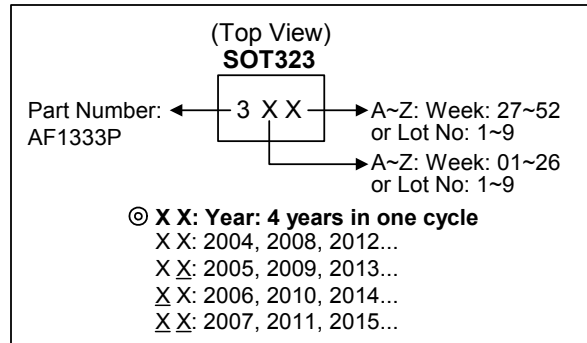 (Top View)
SOT323
Part Number:
AF1333P
3 X X
A~Z: Week: 27~52
or Lot No: 1~9
A~Z: Week: 01~26
or Lot No: 1~9
◎ X X: Year: 4 years in one cycle
X X: 2004, 2008, 2012...
X X: 2005, 2009, 2013...
X X: 2006, 2010, 2014...
X X: 2007, 2011, 2015...